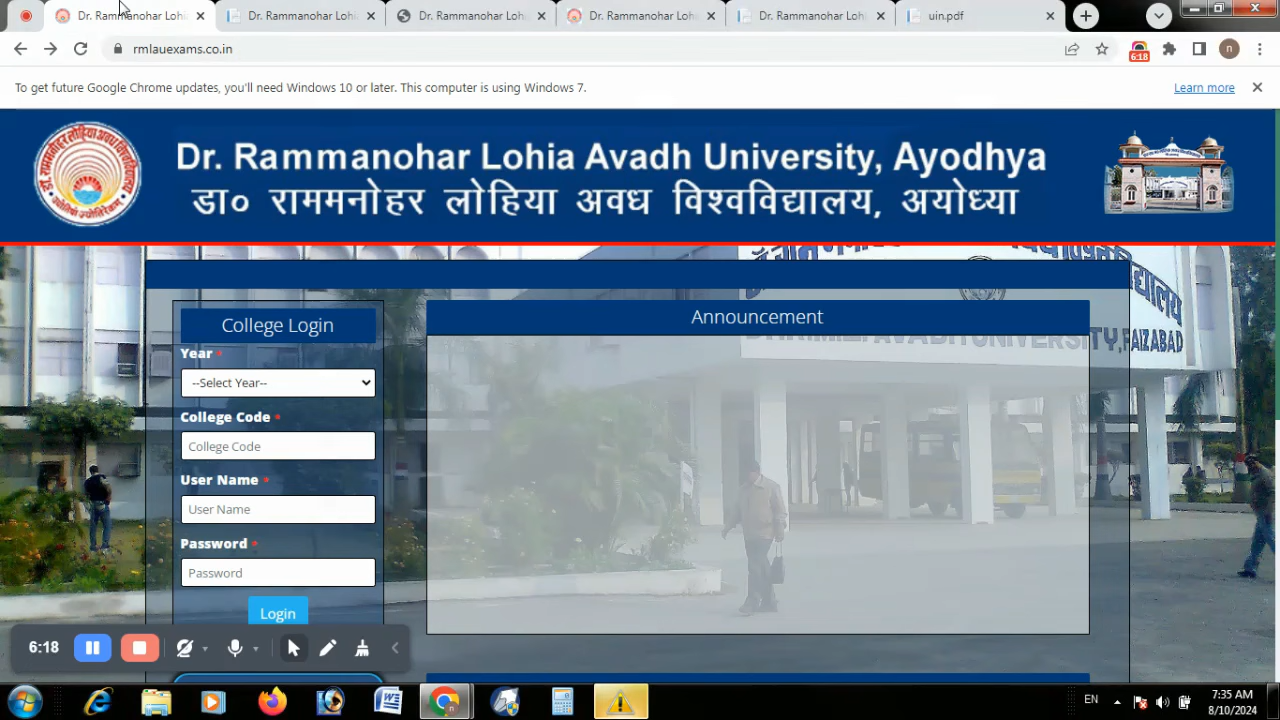 Dr. Rammanohar Lohi
Dr. Rammanohar Lohi
Dr. Rammanohar Lohi
Dr. Rammanohar Lohi
Dr. Rammanohar Lohi
uin.pdf
rmlauexams.co.in
6:18
n
To get future Google Chrome updates, you'll need Windows 10 or later. This computer is using Windows 7.
Learn more
Dr. Rammanohar Lohia Avadh University, Ayodhya
डा० राममनोहर लोहिया अवध विश्वविद्यालय, अयोध्या
College Login
Year *
--Select Year--
College Code *
College Code
User Name *
User Name
Password *
Password
Login
Announcement
UNIVERSITY, FAIZABAD
6:18
EN
7:35 AM
8/10/2024